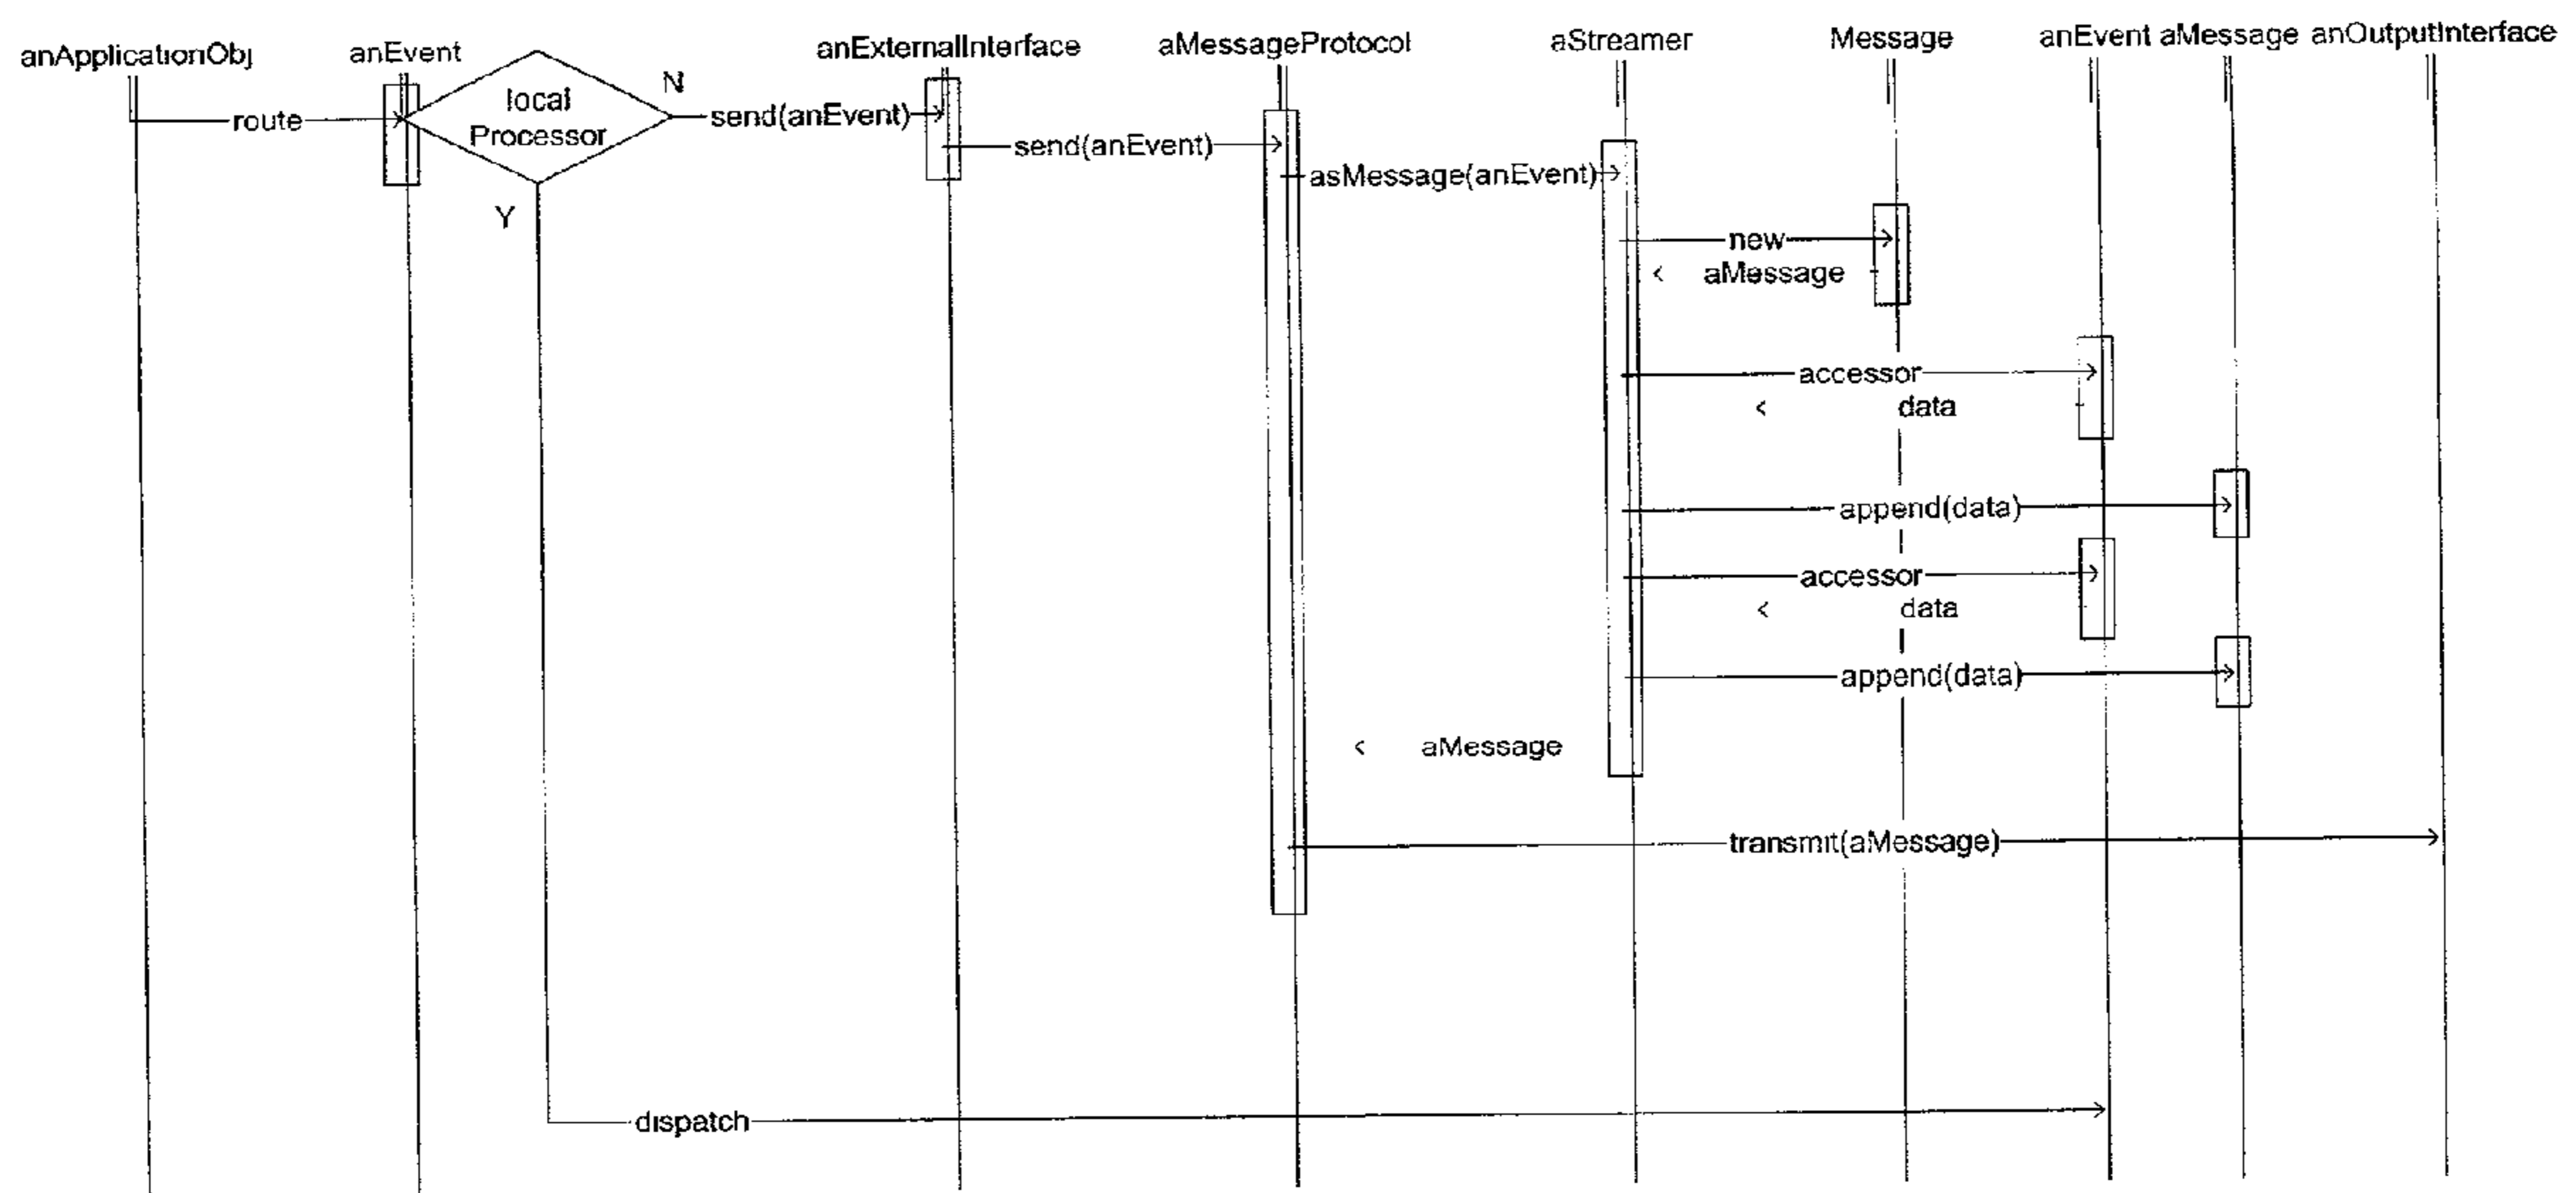 anApplicationObj anEvent anExternalInterface aMessageProtocol aStreamer Message anEvent aMessage anOutputInterface
route
local
Processor
N
Y
send(anEvent)
send(anEvent)
asMessage(anEvent)
new
< aMessage
accessor
< data
append(data)
accessor
< data
append(data)
< aMessage
transmit(aMessage)
dispatch